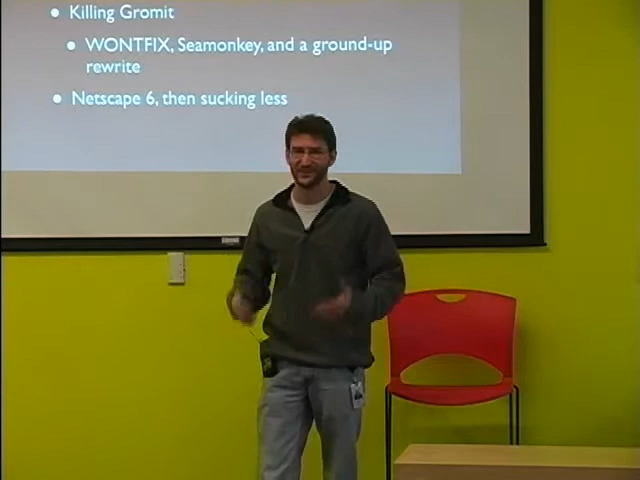 • Killing Gromit
• WONTFIX, Seamonkey, and a ground-up
rewrite
• Netscape 6, then sucking less